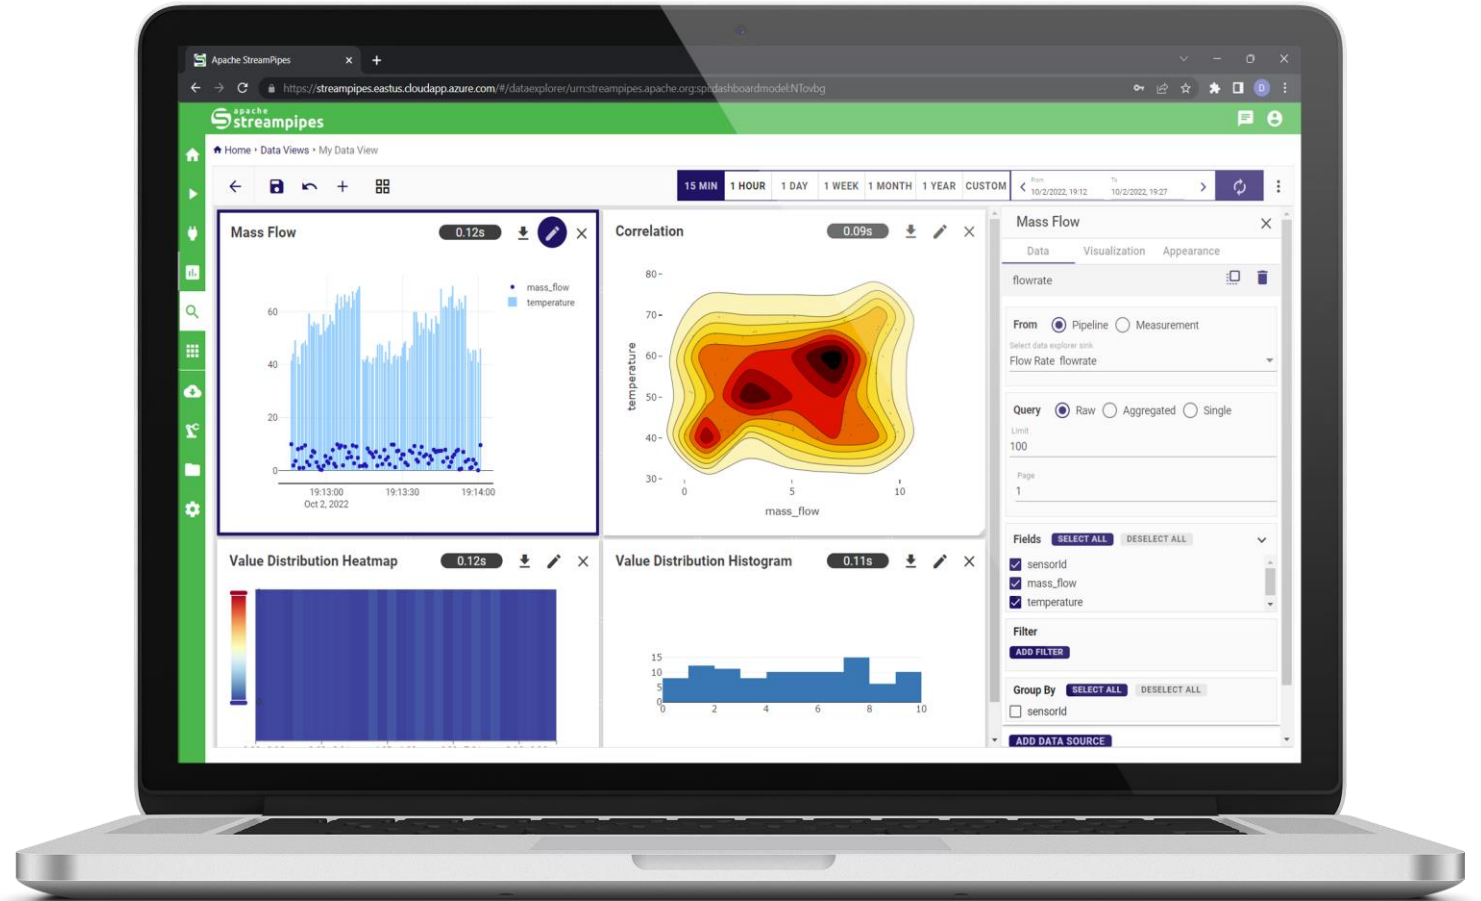 Apache StreamPipes
https://streampipes.eastus.cloudapp.azure.com/#/dataexplorer/urn:streampipes.apache.org:spi:dashboardmodel:NTovbg
D
apache
streampipes
Home • Data Views • My Data View
15 MIN 1 HOUR 1 DAY 1 WEEK 1 MONTH 1 YEAR CUSTOM
From
10/2/2022, 19:12
To
10/2/2022, 19:27
Mass Flow
0.12s
mass_flow
temperature
60
40
20
0
19:13:00 19:13:30 19:14:00
Oct 2, 2022
Correlation
0.09s
80
70
60
50
40
30
temperature
0 5 10
mass_flow
Value Distribution Heatmap
0.12s
Value Distribution Histogram
0.11s
15
10
5
0
0 2 4 6 8 10
Mass Flow
Data Visualization Appearance
flowrate
From Pipeline Measurement
Select data explorer sink
Flow Rate flowrate
Query Raw Aggregated Single
Limit
100
Page
1
Fields SELECT ALL DESELECT ALL
sensorId
mass_flow
temperature
Filter
ADD FILTER
Group By SELECT ALL DESELECT ALL
sensorId
ADD DATA SOURCE